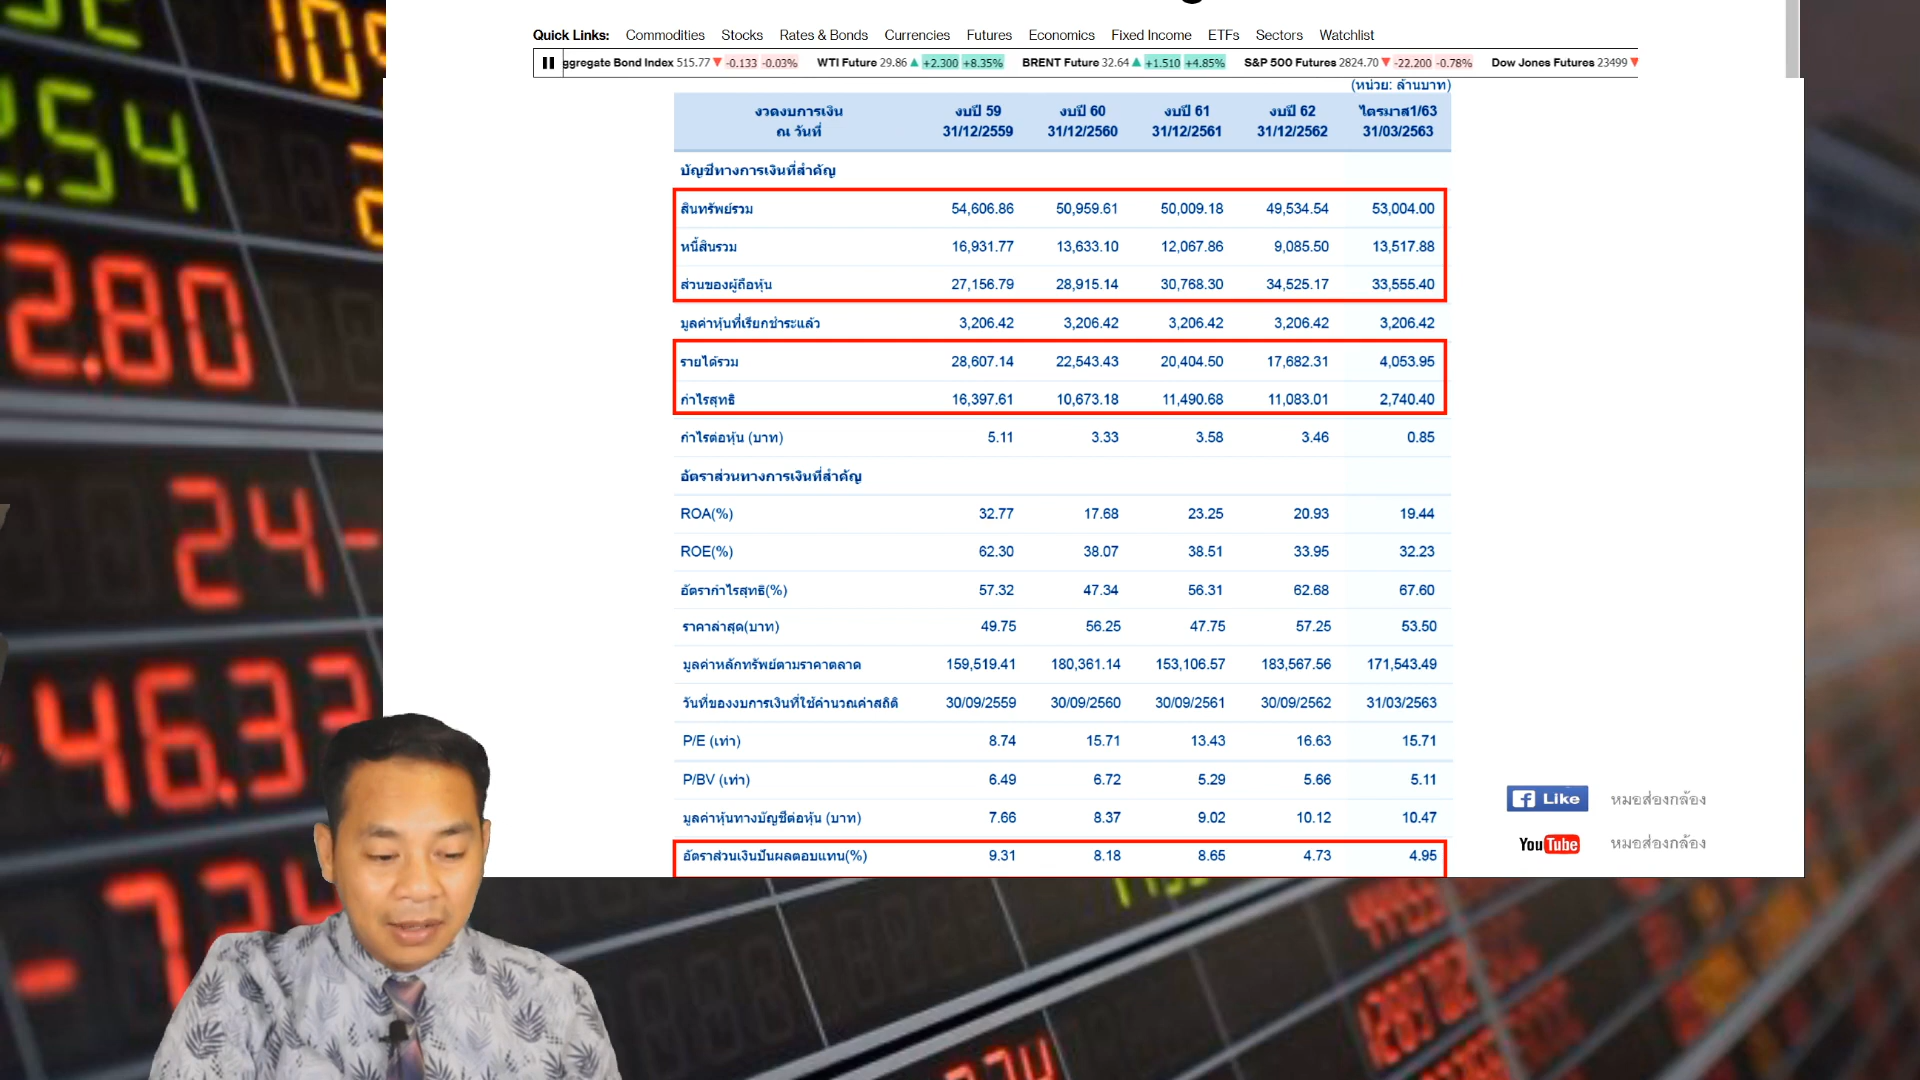 Quick Links: Commodities Stocks Rates & Bonds Currencies Futures Economics Fixed Income ETFs Sectors Watchlist
ggregate Bond Index 515.77 ▼ -0.133 -0.03% WTI Future 29.86 ▲ +2.300 +8.35% BRENT Future 32.64 ▲ +1.510 +4.85% S&P 500 Futures 2824.70 ▼ -22.200 -0.78% Dow Jones Futures 23499 ▼
(หน่วย: ล้านบาท)
งวดงบการเงิน งบปี 59 งบปี 60 งบปี 61 งบปี 62 ไตรมาส1/63
ณ วันที่ 31/12/2559 31/12/2560 31/12/2561 31/12/2562 31/03/2563
บัญชีทางการเงินที่สำคัญ
สินทรัพย์รวม 54,606.86 50,959.61 50,009.18 49,534.54 53,004.00
หนี้สินรวม 16,931.77 13,633.10 12,067.86 9,085.50 13,517.88
ส่วนของผู้ถือหุ้น 27,156.79 28,915.14 30,768.30 34,525.17 33,555.40
มูลค่าหุ้นที่เรียกชำระแล้ว 3,206.42 3,206.42 3,206.42 3,206.42 3,206.42
รายได้รวม 28,607.14 22,543.43 20,404.50 17,682.31 4,053.95
กำไรสุทธิ 16,397.61 10,673.18 11,490.68 11,083.01 2,740.40
กำไรต่อหุ้น (บาท) 5.11 3.33 3.58 3.46 0.85
อัตราส่วนทางการเงินที่สำคัญ
ROA(%) 32.77 17.68 23.25 20.93 19.44
ROE(%) 62.30 38.07 38.51 33.95 32.23
อัตรากำไรสุทธิ(%) 57.32 47.34 56.31 62.68 67.60
ราคาล่าสุด(บาท) 49.75 56.25 47.75 57.25 53.50
มูลค่าหลักทรัพย์ตามราคาตลาด 159,519.41 180,361.14 153,106.57 183,567.56 171,543.49
วันที่ของงบการเงินที่ใช้คำนวณค่าสถิติ 30/09/2559 30/09/2560 30/09/2561 30/09/2562 31/03/2563
P/E (เท่า) 8.74 15.71 13.43 16.63 15.71
P/BV (เท่า) 6.49 6.72 5.29 5.66 5.11
มูลค่าหุ้นทางบัญชีต่อหุ้น (บาท) 7.66 8.37 9.02 10.12 10.47
อัตราส่วนเงินปันผลตอบแทน(%) 9.31 8.18 8.65 4.73 4.95
Like หมอส่องกล้อง
YouTube หมอส่องกล้อง
2.54
2.80
24-
46.33
-7.24